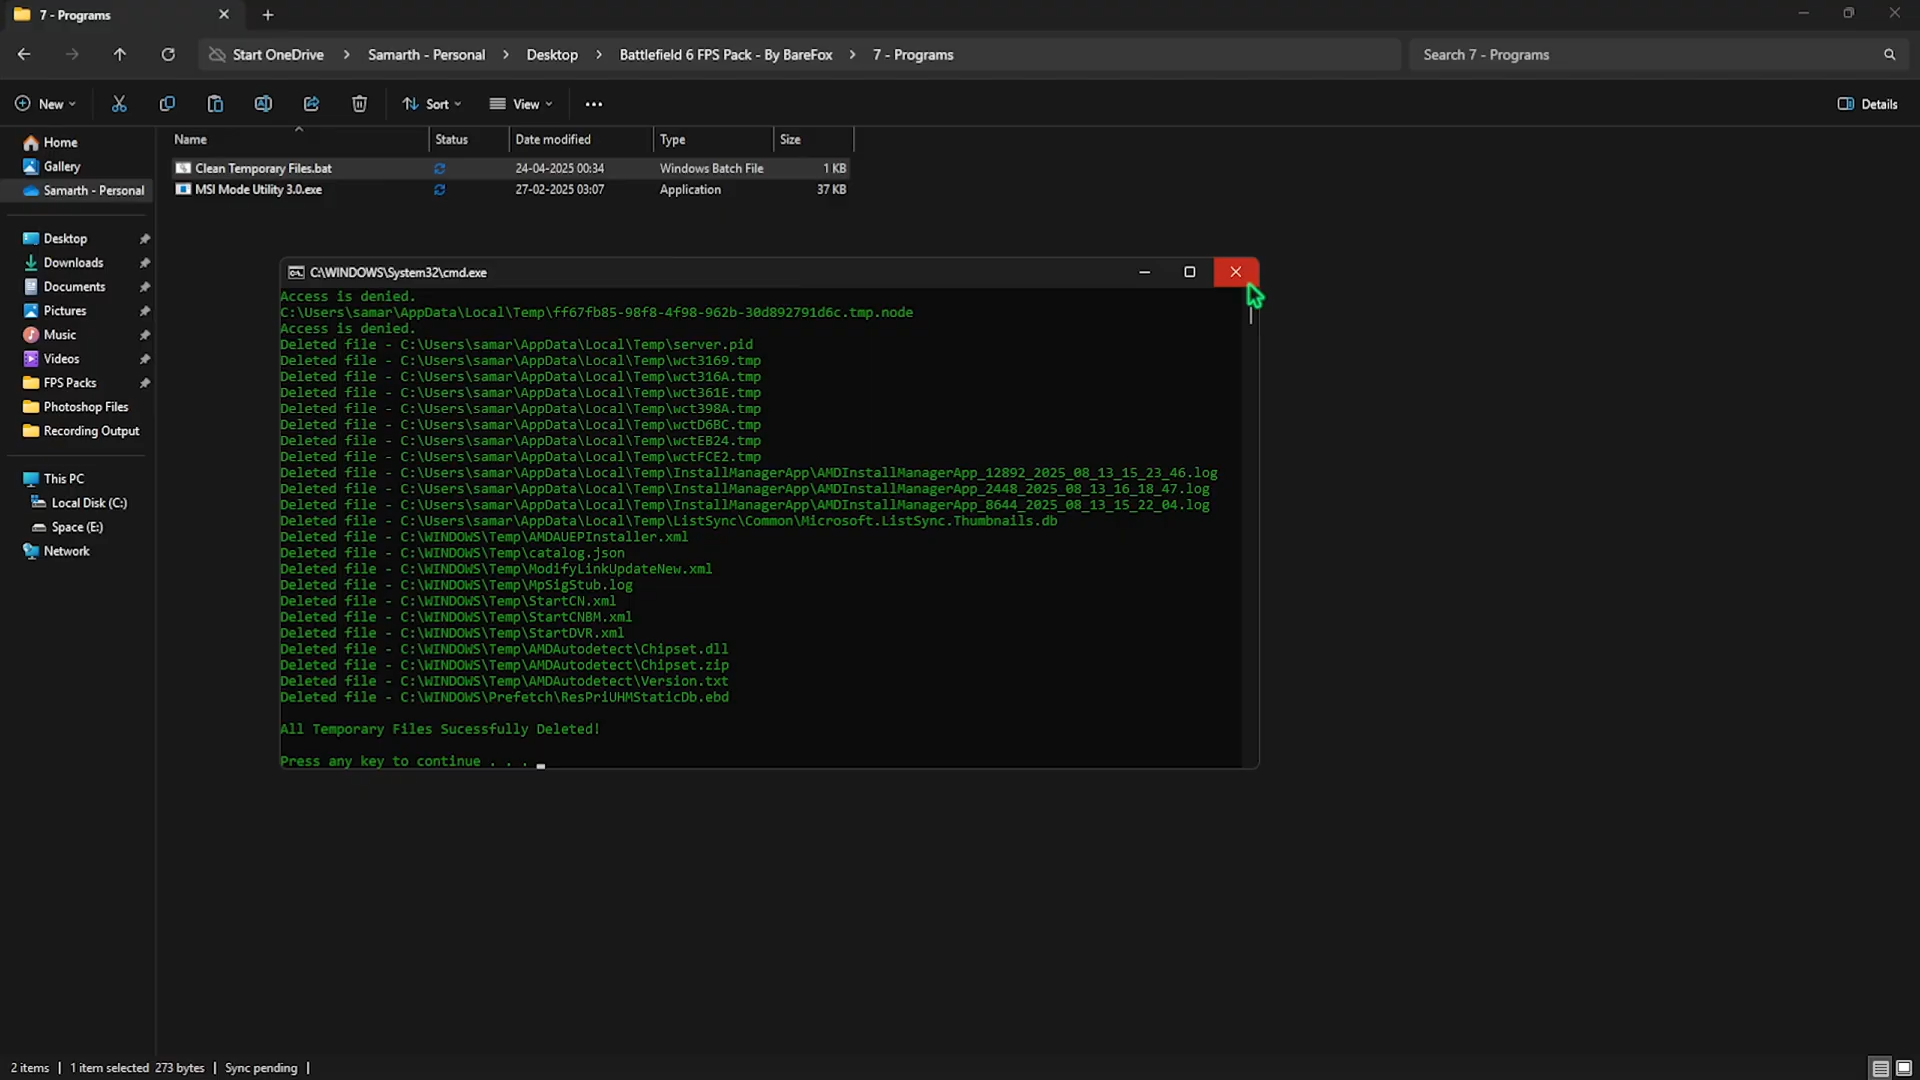 7 - Programs
Start OneDrive > Samarth - Personal > Desktop > Battlefield 6 FPS Pack - By BareFox > 7 - Programs
Search 7 - Programs
New
Sort
View
Details
Name Status Date modified Type Size
Clean Temporary Files.bat 24-04-2025 00:34 Windows Batch File 1 KB
MSI Mode Utility 3.0.exe 27-02-2025 03:07 Application 37 KB
Home
Gallery
Samarth - Personal
Desktop
Downloads
Documents
Pictures
Music
Videos
FPS Packs
Photoshop Files
Recording Output
This PC
Local Disk (C:)
Space (E:)
Network
C:\WINDOWS\System32\cmd.exe
Access is denied.
C:\Users\samar\AppData\Local\Temp\ff67fb85-98f8-4f98-962b-30d892791d6c.tmp.node
Access is denied.
Deleted file - C:\Users\samar\AppData\Local\Temp\server.pid
Deleted file - C:\Users\samar\AppData\Local\Temp\wct3169.tmp
Deleted file - C:\Users\samar\AppData\Local\Temp\wct316A.tmp
Deleted file - C:\Users\samar\AppData\Local\Temp\wct361E.tmp
Deleted file - C:\Users\samar\AppData\Local\Temp\wct398A.tmp
Deleted file - C:\Users\samar\AppData\Local\Temp\wctD6BC.tmp
Deleted file - C:\Users\samar\AppData\Local\Temp\wctEB24.tmp
Deleted file - C:\Users\samar\AppData\Local\Temp\wctFCE2.tmp
Deleted file - C:\Users\samar\AppData\Local\Temp\InstallManagerApp\AMDInstallManagerApp_12892_2025_08_13_15_23_46.log
Deleted file - C:\Users\samar\AppData\Local\Temp\InstallManagerApp\AMDInstallManagerApp_2448_2025_08_13_16_18_47.log
Deleted file - C:\Users\samar\AppData\Local\Temp\InstallManagerApp\AMDInstallManagerApp_8644_2025_08_13_15_22_04.log
Deleted file - C:\Users\samar\AppData\Local\Temp\ListSync\Common\Microsoft.ListSync.Thumbnails.db
Deleted file - C:\WINDOWS\Temp\AMDAUEPInstaller.xml
Deleted file - C:\WINDOWS\Temp\catalog.json
Deleted file - C:\WINDOWS\Temp\ModifyLinkUpdateNew.xml
Deleted file - C:\WINDOWS\Temp\MpSigStub.log
Deleted file - C:\WINDOWS\Temp\StartCN.xml
Deleted file - C:\WINDOWS\Temp\StartCNBM.xml
Deleted file - C:\WINDOWS\Temp\StartDVR.xml
Deleted file - C:\WINDOWS\Temp\AMDAutodetect\Chipset.dll
Deleted file - C:\WINDOWS\Temp\AMDAutodetect\Chipset.zip
Deleted file - C:\WINDOWS\Temp\AMDAutodetect\Version.txt
Deleted file - C:\WINDOWS\Prefetch\ResPriUHMStaticDb.ebd
All Temporary Files Sucessfully Deleted!
Press any key to continue . . .
2 items | 1 item selected 273 bytes | Sync pending |